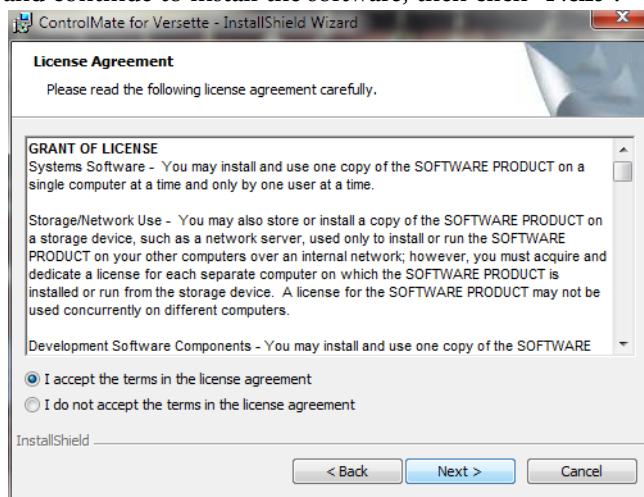 and continue to install the software, then click "Next".
ControlMate for Versette - InstallShield Wizard
License Agreement
Please read the following license agreement carefully.
GRANT OF LICENSE
Systems Software - You may install and use one copy of the SOFTWARE PRODUCT on a
single computer at a time and only by one user at a time.
Storage/Network Use - You may also store or install a copy of the SOFTWARE PRODUCT on
a storage device, such as a network server, used only to install or run the SOFTWARE
PRODUCT on your other computers over an internal network; however, you must acquire and
dedicate a license for each separate computer on which the SOFTWARE PRODUCT is
installed or run from the storage device. A license for the SOFTWARE PRODUCT may not be
used concurrently on different computers.
Development Software Components - You may install and use one copy of the SOFTWARE
I accept the terms in the license agreement
I do not accept the terms in the license agreement
InstallShield
< Back
Next >
Cancel